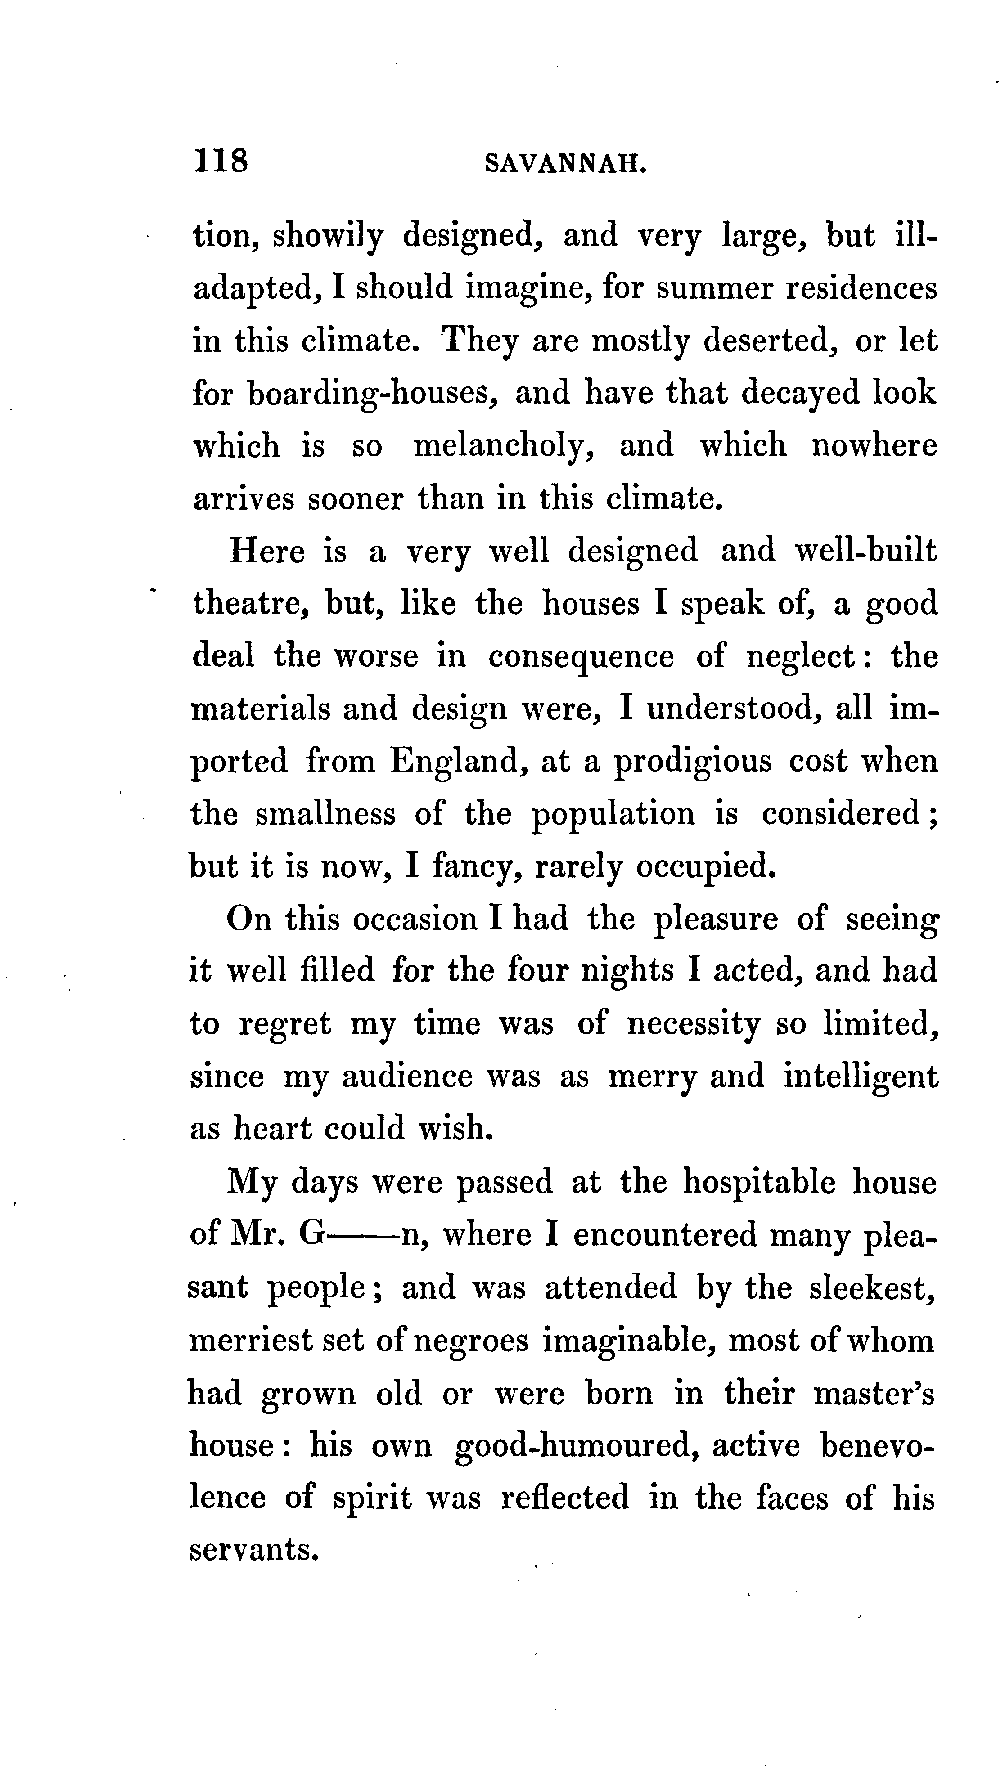 118 SAVANNAH.
tion, showily designed, and very large, but ill-
adapted, I should imagine, for summer residences
in this climate. They are mostly deserted, or let
for boarding-houses, and have that decayed look
which is so melancholy, and which nowhere
arrives sooner than in this climate.
Here is a very well designed and well-built
theatre, but, like the houses I speak of, a good
deal the worse in consequence of neglect: the
materials and design were, I understood, all im-
ported from England, at a prodigious cost when
the smallness of the population is considered;
but it is now, I fancy, rarely occupied.
On this occasion I had the pleasure of seeing
it well filled for the four nights I acted, and had
to regret my time was of necessity so limited,
since my audience was as merry and intelligent
as heart could wish.
My days were passed at the hospitable house
of Mr. G——n, where I encountered many plea-
sant people; and was attended by the sleekest,
merriest set of negroes imaginable, most of whom
had grown old or were born in their master's
house: his own good-humoured, active benevo-
lence of spirit was reflected in the faces of his
servants.